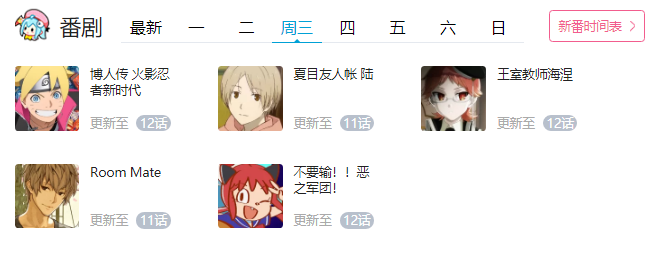 番剧 最新 一 二 周三 四 五 六 日 新番时间表
博人传 火影忍
者新时代
更新至 12话
夏目友人帐 陆
更新至 11话
王室教师海涅
更新至 12话
Room Mate
更新至 11话
不要输！！恶
之军团！
更新至 12话